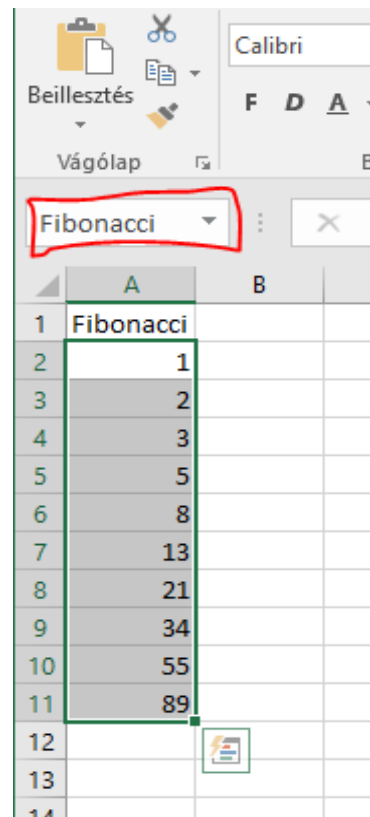 Calibri
Beillesztés
F D A
Vágólap
Fibonacci
A B
1 Fibonacci
2 1
3 2
4 3
5 5
6 8
7 13
8 21
9 34
10 55
11 89
12
13
14